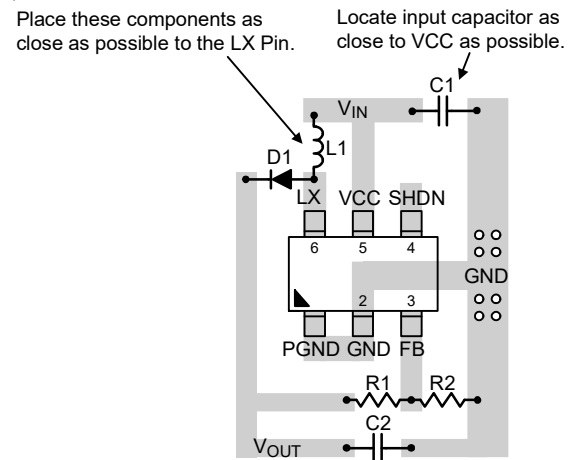 Place these components as
close as possible to the LX Pin.
Locate input capacitor as
close to VCC as possible.
C1
VIN
L1
D1
LX VCC SHDN
6 5 4
GND
2 3
PGND GND FB
R1 R2
C2
VOUT